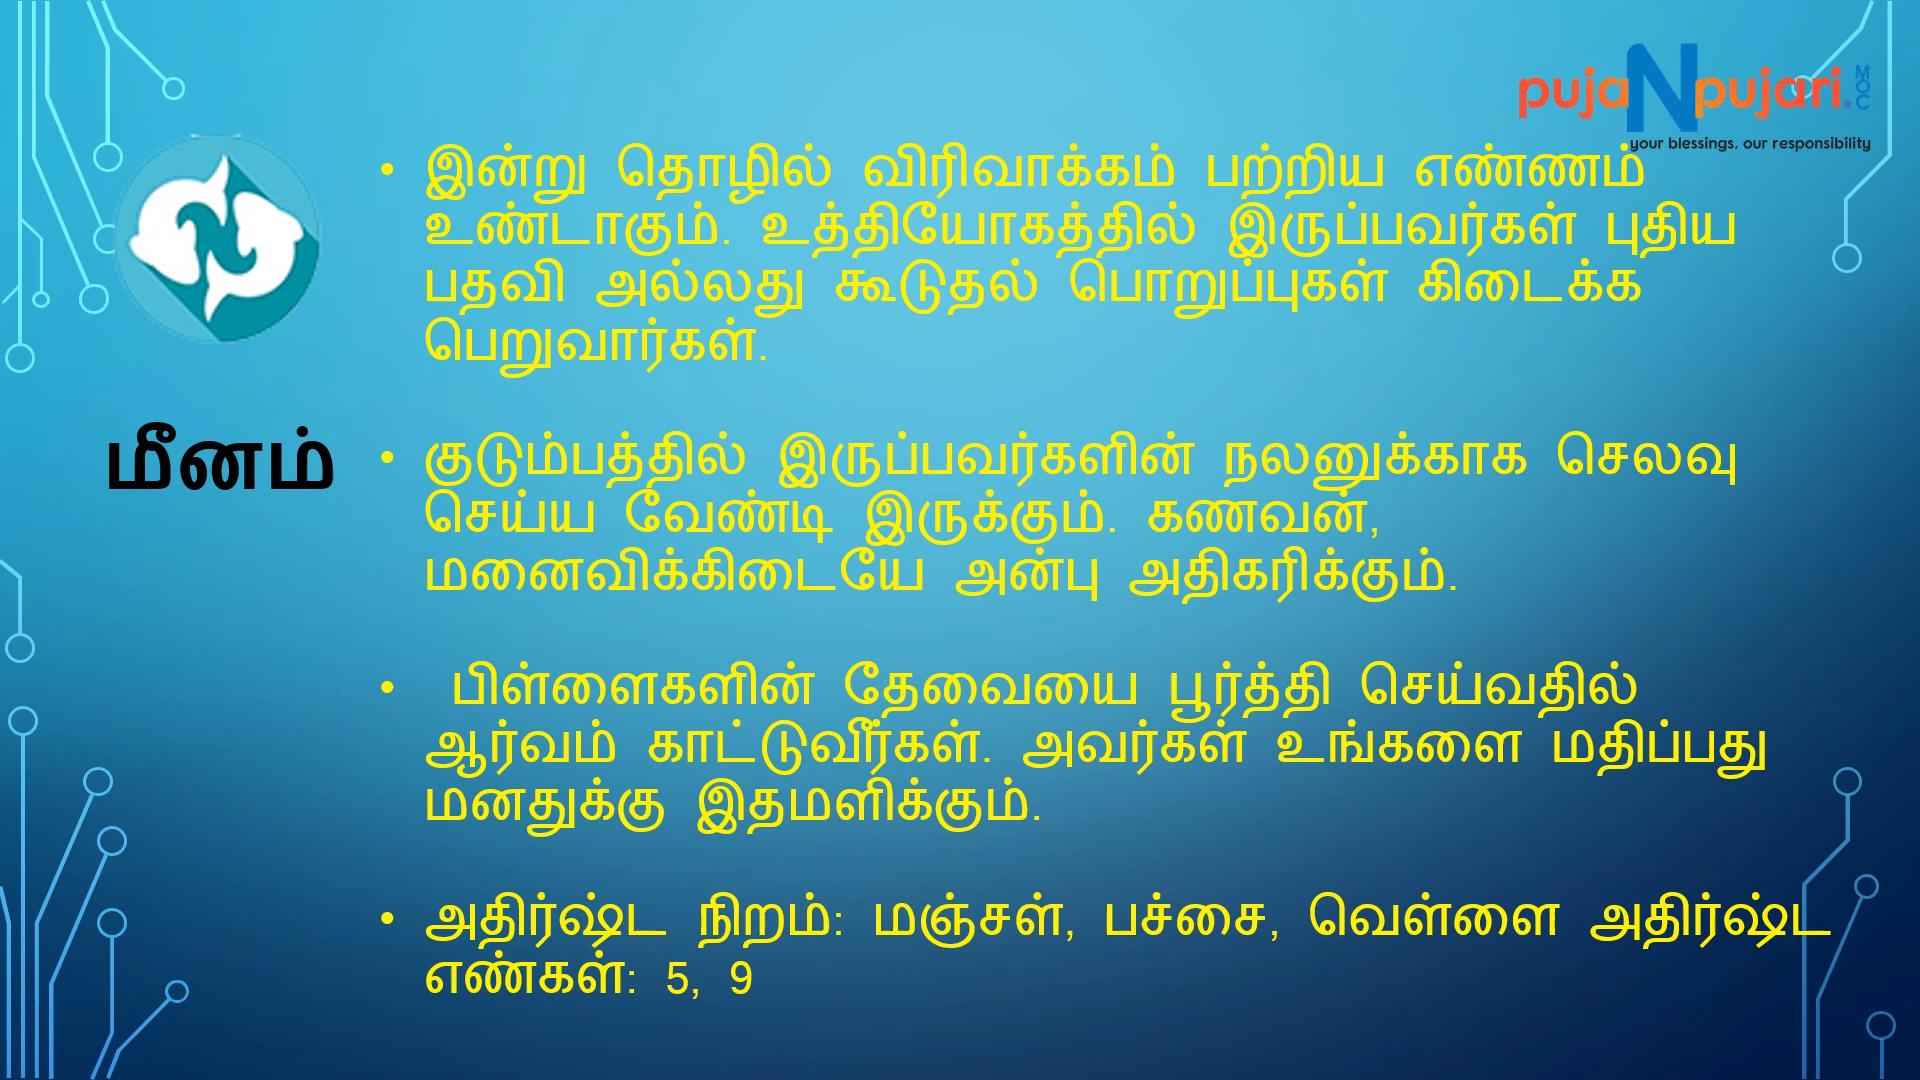 pujaNpujari.COM
your blessings, our responsibility
• இன்று தொழில் விரிவாக்கம் பற்றிய எண்ணம்
உண்டாகும். உத்தியோகத்தில் இருப்பவர்கள் புதிய
பதவி அல்லது கூடுதல் பொறுப்புகள் கிடைக்க
பெறுவார்கள்.
மீனம்
• குடும்பத்தில் இருப்பவர்களின் நலனுக்காக செலவு
செய்ய வேண்டி இருக்கும். கணவன்,
மனைவிக்கிடையே அன்பு அதிகரிக்கும்.
• பிள்ளைகளின் தேவையை பூர்த்தி செய்வதில்
ஆர்வம் காட்டுவீர்கள். அவர்கள் உங்களை மதிப்பது
மனதுக்கு இதமளிக்கும்.
• அதிர்ஷ்ட நிறம்: மஞ்சள், பச்சை, வெள்ளை அதிர்ஷ்ட
எண்கள்: 5, 9